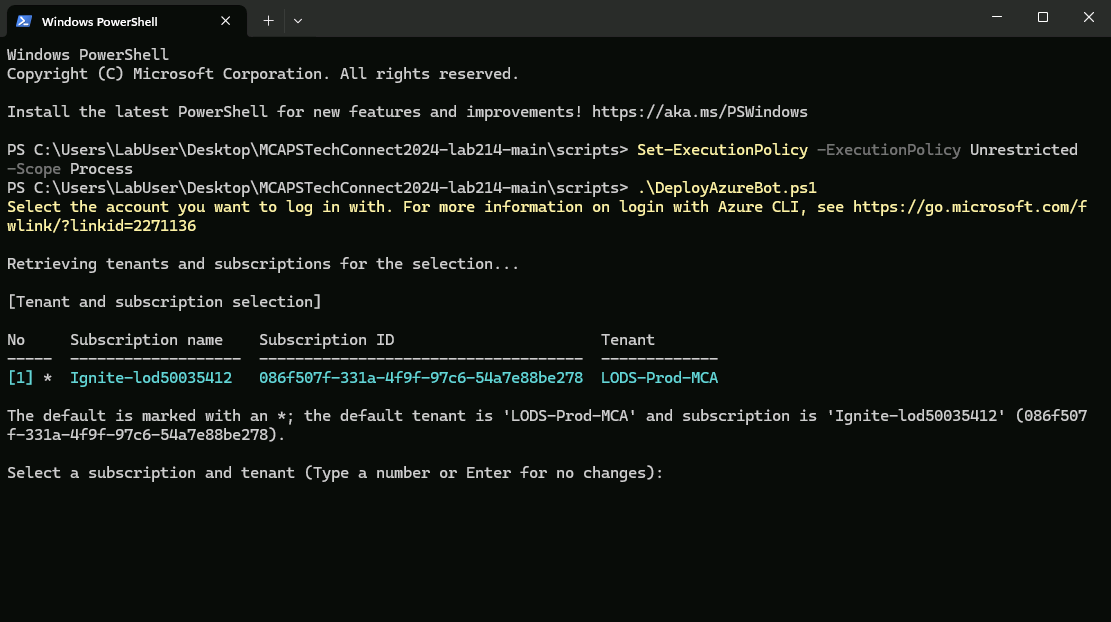 Windows PowerShell
Windows PowerShell
Copyright (C) Microsoft Corporation. All rights reserved.
Install the latest PowerShell for new features and improvements! https://aka.ms/PSWindows
PS C:\Users\LabUser\Desktop\MCAPSTechConnect2024-lab214-main\scripts> Set-ExecutionPolicy -ExecutionPolicy Unrestricted
-Scope Process
PS C:\Users\LabUser\Desktop\MCAPSTechConnect2024-lab214-main\scripts> .\DeployAzureBot.ps1
Select the account you want to log in with. For more information on login with Azure CLI, see https://go.microsoft.com/f
wlink/?linkid=2271136
Retrieving tenants and subscriptions for the selection...
[Tenant and subscription selection]
No     Subscription name    Subscription ID                       Tenant
-----  -------------------  ------------------------------------  -------------
[1] *  Ignite-lod50035412   086f507f-331a-4f9f-97c6-54a7e88be278  LODS-Prod-MCA
The default is marked with an *; the default tenant is 'LODS-Prod-MCA' and subscription is 'Ignite-lod50035412' (086f507
f-331a-4f9f-97c6-54a7e88be278).
Select a subscription and tenant (Type a number or Enter for no changes):